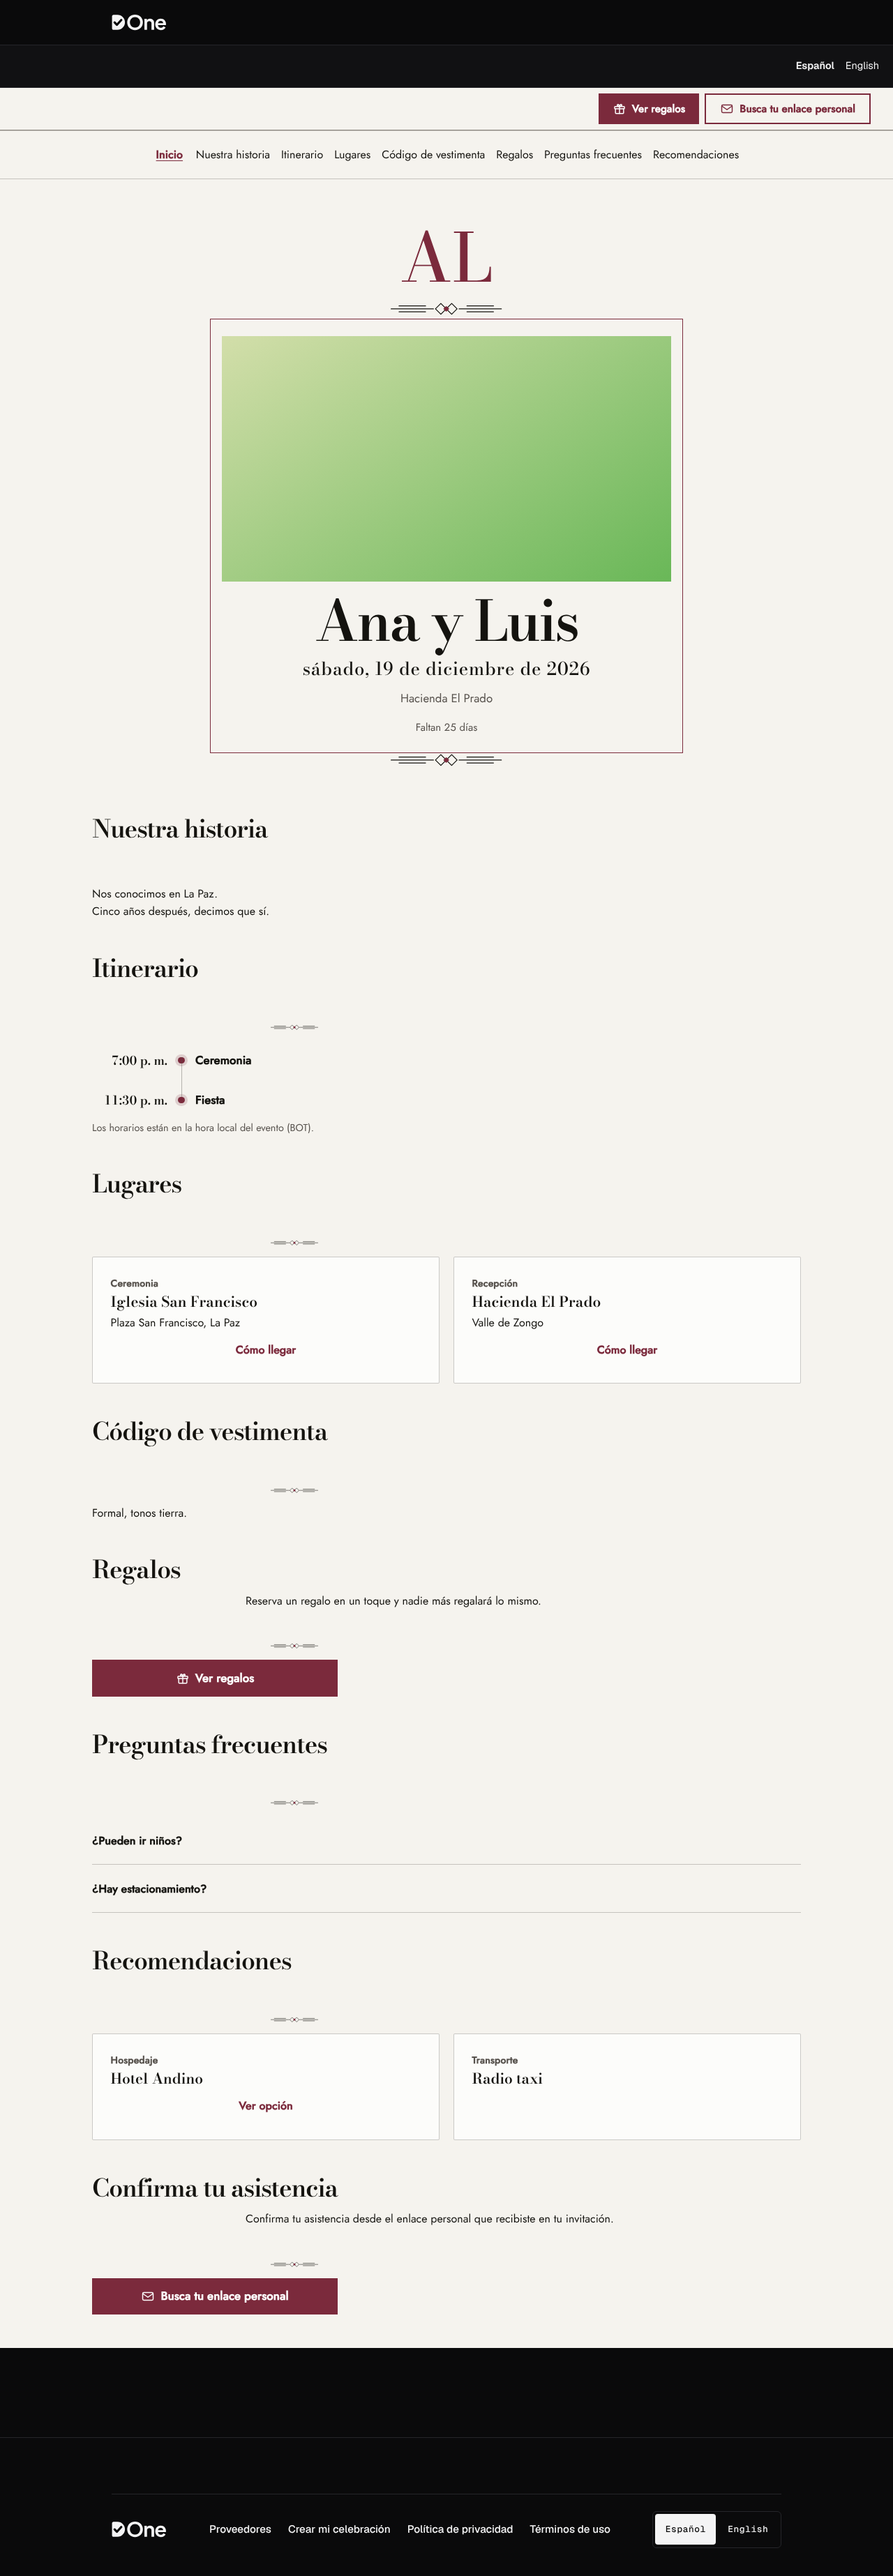 One
Español English
Ver regalos Busca tu enlace personal
Inicio Nuestra historia Itinerario Lugares Código de vestimenta Regalos Preguntas frecuentes Recomendaciones
AL
Ana y Luis
sábado, 19 de diciembre de 2026
Hacienda El Prado
Faltan 25 días
Nuestra historia
Nos conocimos en La Paz.
Cinco años después, decimos que sí.
Itinerario
7:00 p. m. Ceremonia
11:30 p. m. Fiesta
Los horarios están en la hora local del evento (BOT).
Lugares
Ceremonia
Iglesia San Francisco
Plaza San Francisco, La Paz
Cómo llegar
Recepción
Hacienda El Prado
Valle de Zongo
Cómo llegar
Código de vestimenta
Formal, tonos tierra.
Regalos
Reserva un regalo en un toque y nadie más regalará lo mismo.
Ver regalos
Preguntas frecuentes
¿Pueden ir niños?
¿Hay estacionamiento?
Recomendaciones
Hospedaje
Hotel Andino
Ver opción
Transporte
Radio taxi
Confirma tu asistencia
Confirma tu asistencia desde el enlace personal que recibiste en tu invitación.
Busca tu enlace personal
One Proveedores Crear mi celebración Política de privacidad Términos de uso Español English